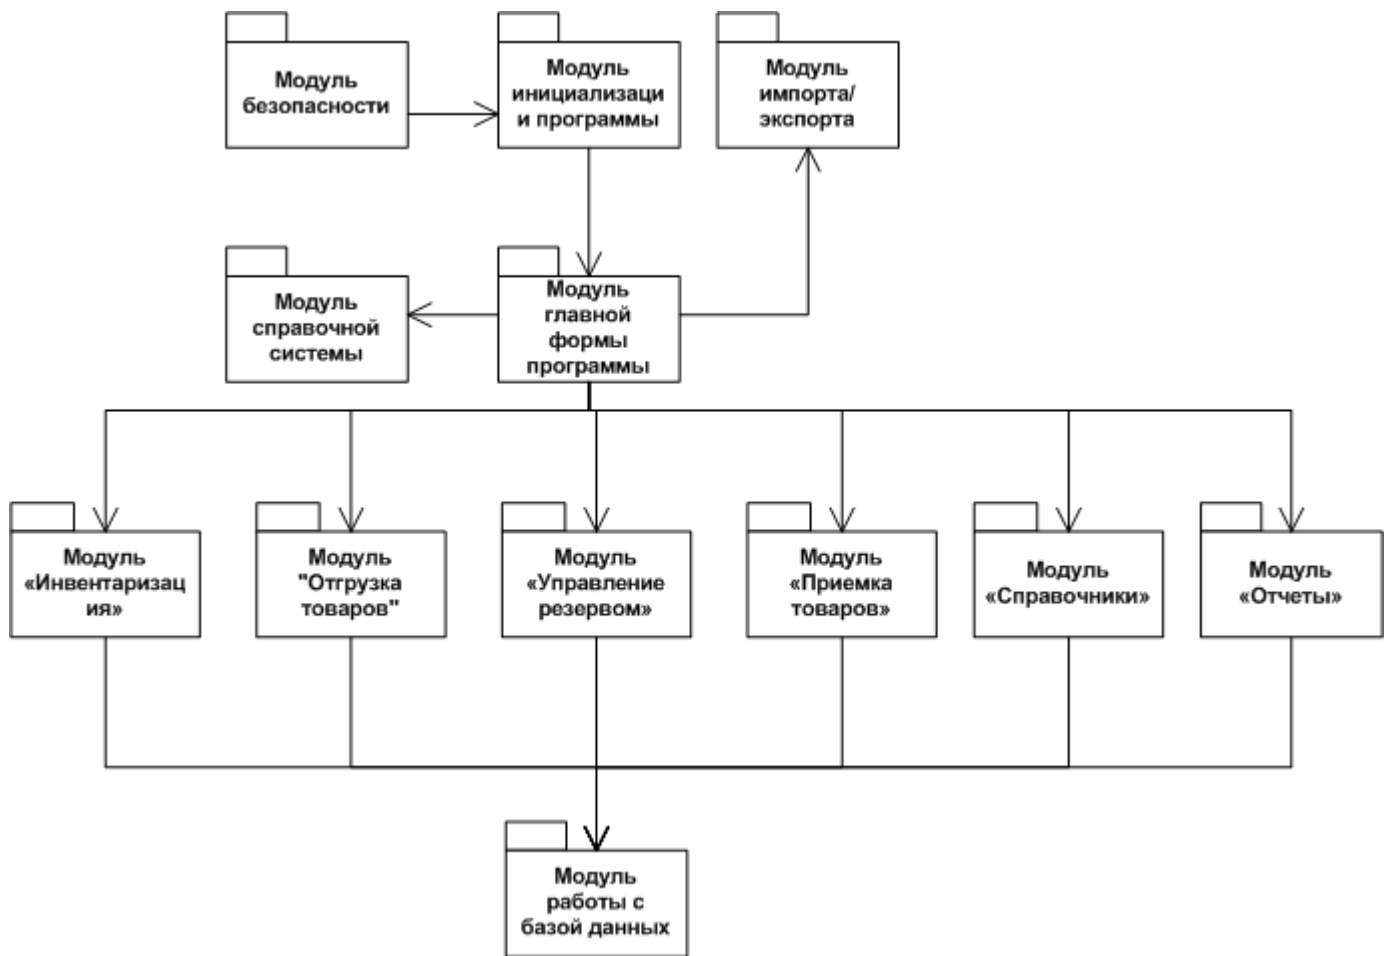 Модуль
безопасности
Модуль
инициализаци
и программы
Модуль
импорта/
экспорта
Модуль
справочной
системы
Модуль
главной
формы
программы
Модуль
«Инвентаризац
ия»
Модуль
"Отгрузка
товаров"
Модуль
«Управление
резервом»
Модуль
«Приемка
товаров»
Модуль
«Справочники»
Модуль
«Отчеты»
Модуль
работы с
базой данных